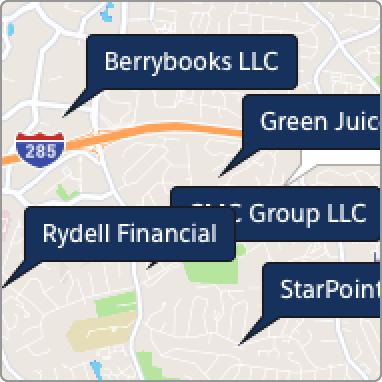 Berrybooks LLC
Green Juic
285
Group LLC
Rydell Financial
StarPoint